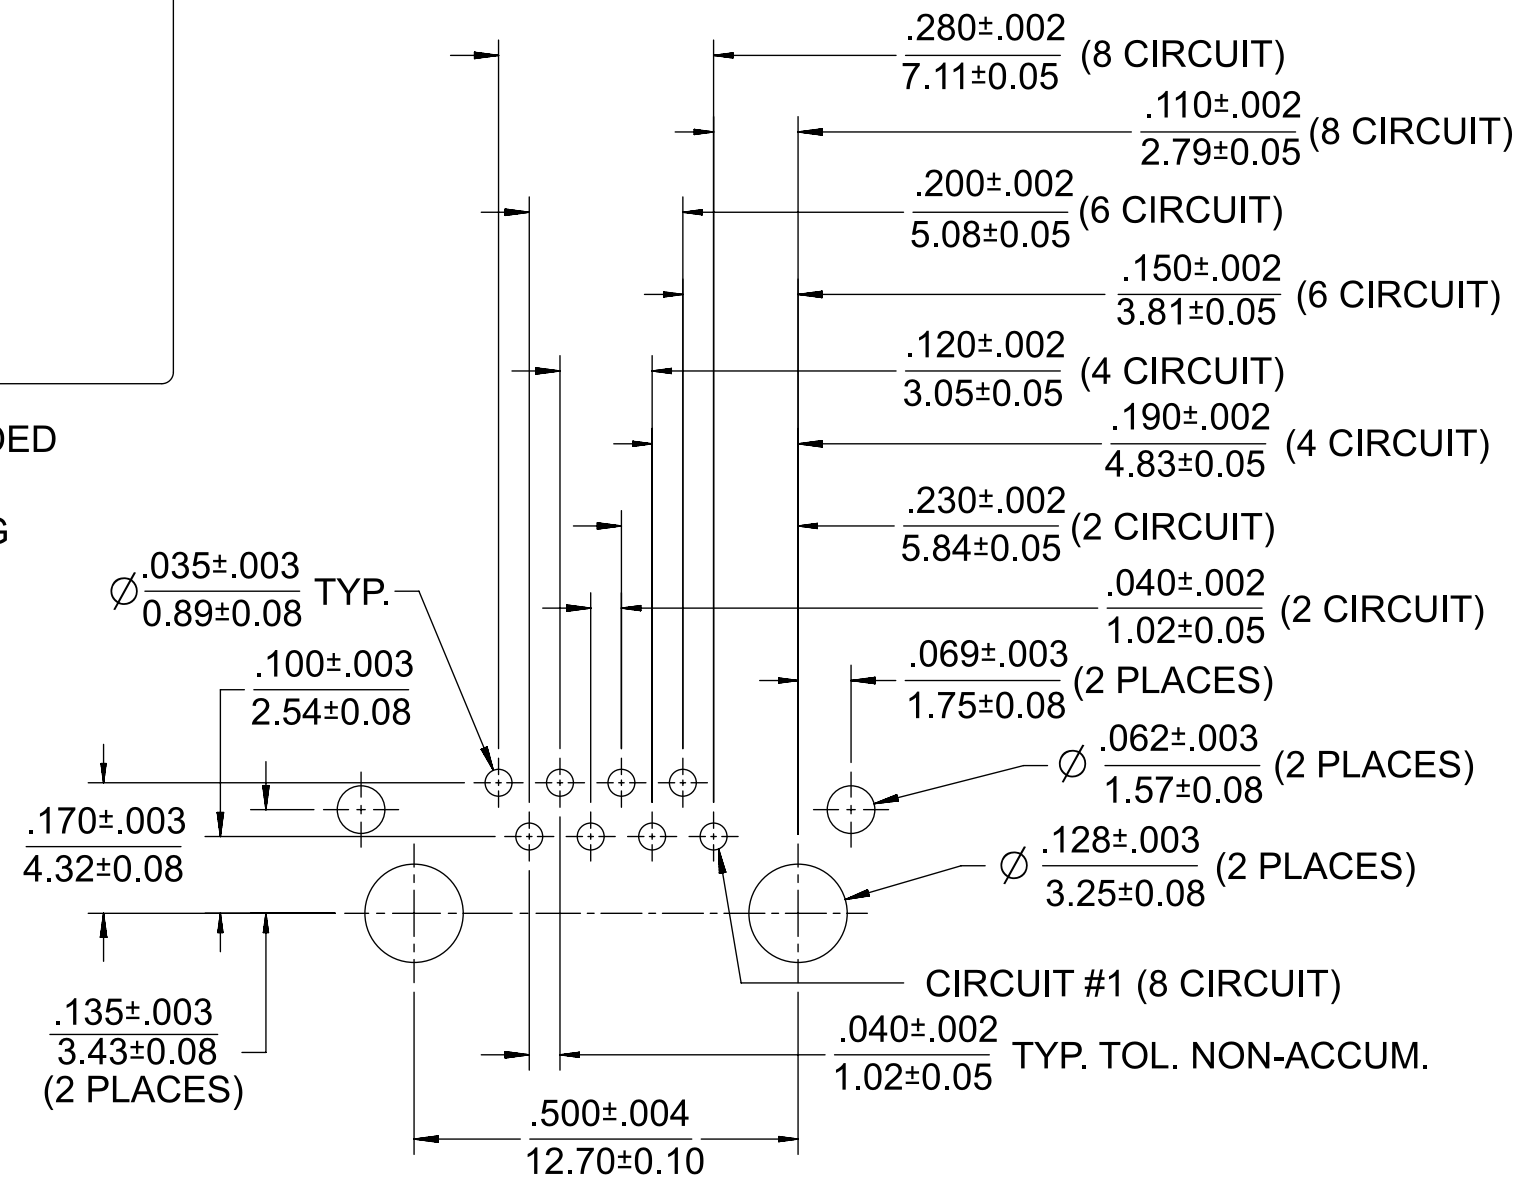 .280±.002
7.11±0.05 (8 CIRCUIT)
.110±.002
2.79±0.05 (8 CIRCUIT)
.200±.002
5.08±0.05 (6 CIRCUIT)
.150±.002
3.81±0.05 (6 CIRCUIT)
.120±.002
3.05±0.05 (4 CIRCUIT)
.190±.002
4.83±0.05 (4 CIRCUIT)
DED
G
.230±.002
5.84±0.05 (2 CIRCUIT)
Ø .035±.003
0.89±0.08 TYP.
.040±.002
1.02±0.05 (2 CIRCUIT)
.100±.003
2.54±0.08
.069±.003
1.75±0.08 (2 PLACES)
Ø .062±.003
1.57±0.08 (2 PLACES)
.170±.003
4.32±0.08
Ø .128±.003
3.25±0.08 (2 PLACES)
CIRCUIT #1 (8 CIRCUIT)
.135±.003
3.43±0.08
(2 PLACES)
.040±.002
1.02±0.05 TYP. TOL. NON-ACCUM.
.500±.004
12.70±0.10